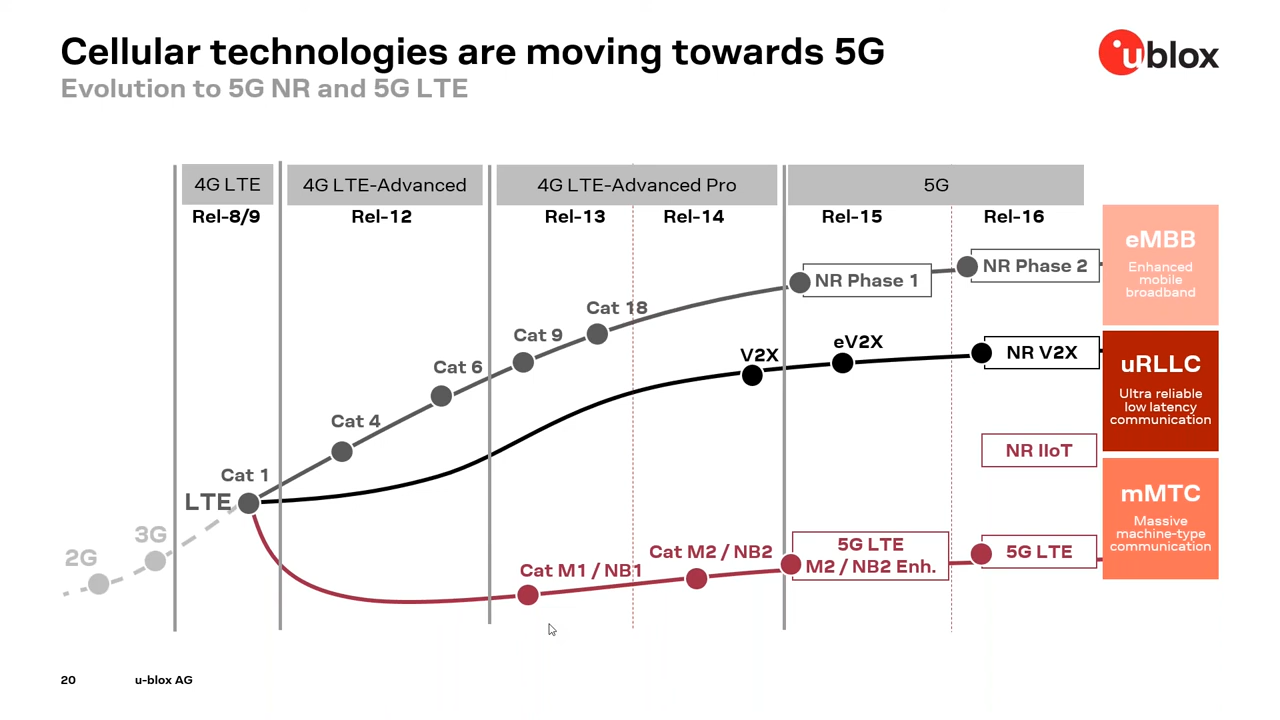 Cellular technologies are moving towards 5G
Evolution to 5G NR and 5G LTE
ublox
4G LTE
4G LTE-Advanced
4G LTE-Advanced Pro
5G
Rel-8/9
Rel-12
Rel-13
Rel-14
Rel-15
Rel-16
eMBB
Enhanced
mobile
broadband
NR Phase 1
NR Phase 2
Cat 18
Cat 9
Cat 6
Cat 4
Cat 1
LTE
3G
2G
V2X
eV2X
NR V2X
uRLLC
Ultra reliable
low latency
communication
NR IIoT
mMTC
Massive
machine-type
communication
Cat M1 / NB1
Cat M2 / NB2
5G LTE
M2 / NB2 Enh.
5G LTE
20
u-blox AG